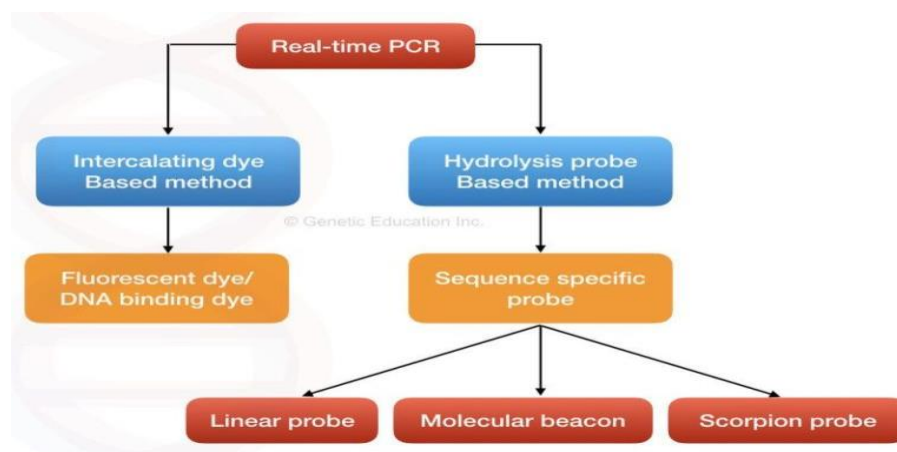 Real-time PCR
Intercalating dye
Based method
Hydrolysis probe
Based method
© Genetic Education Inc.
Fluorescent dye/
DNA binding dye
Sequence specific
probe
Linear probe
Molecular beacon
Scorpion probe